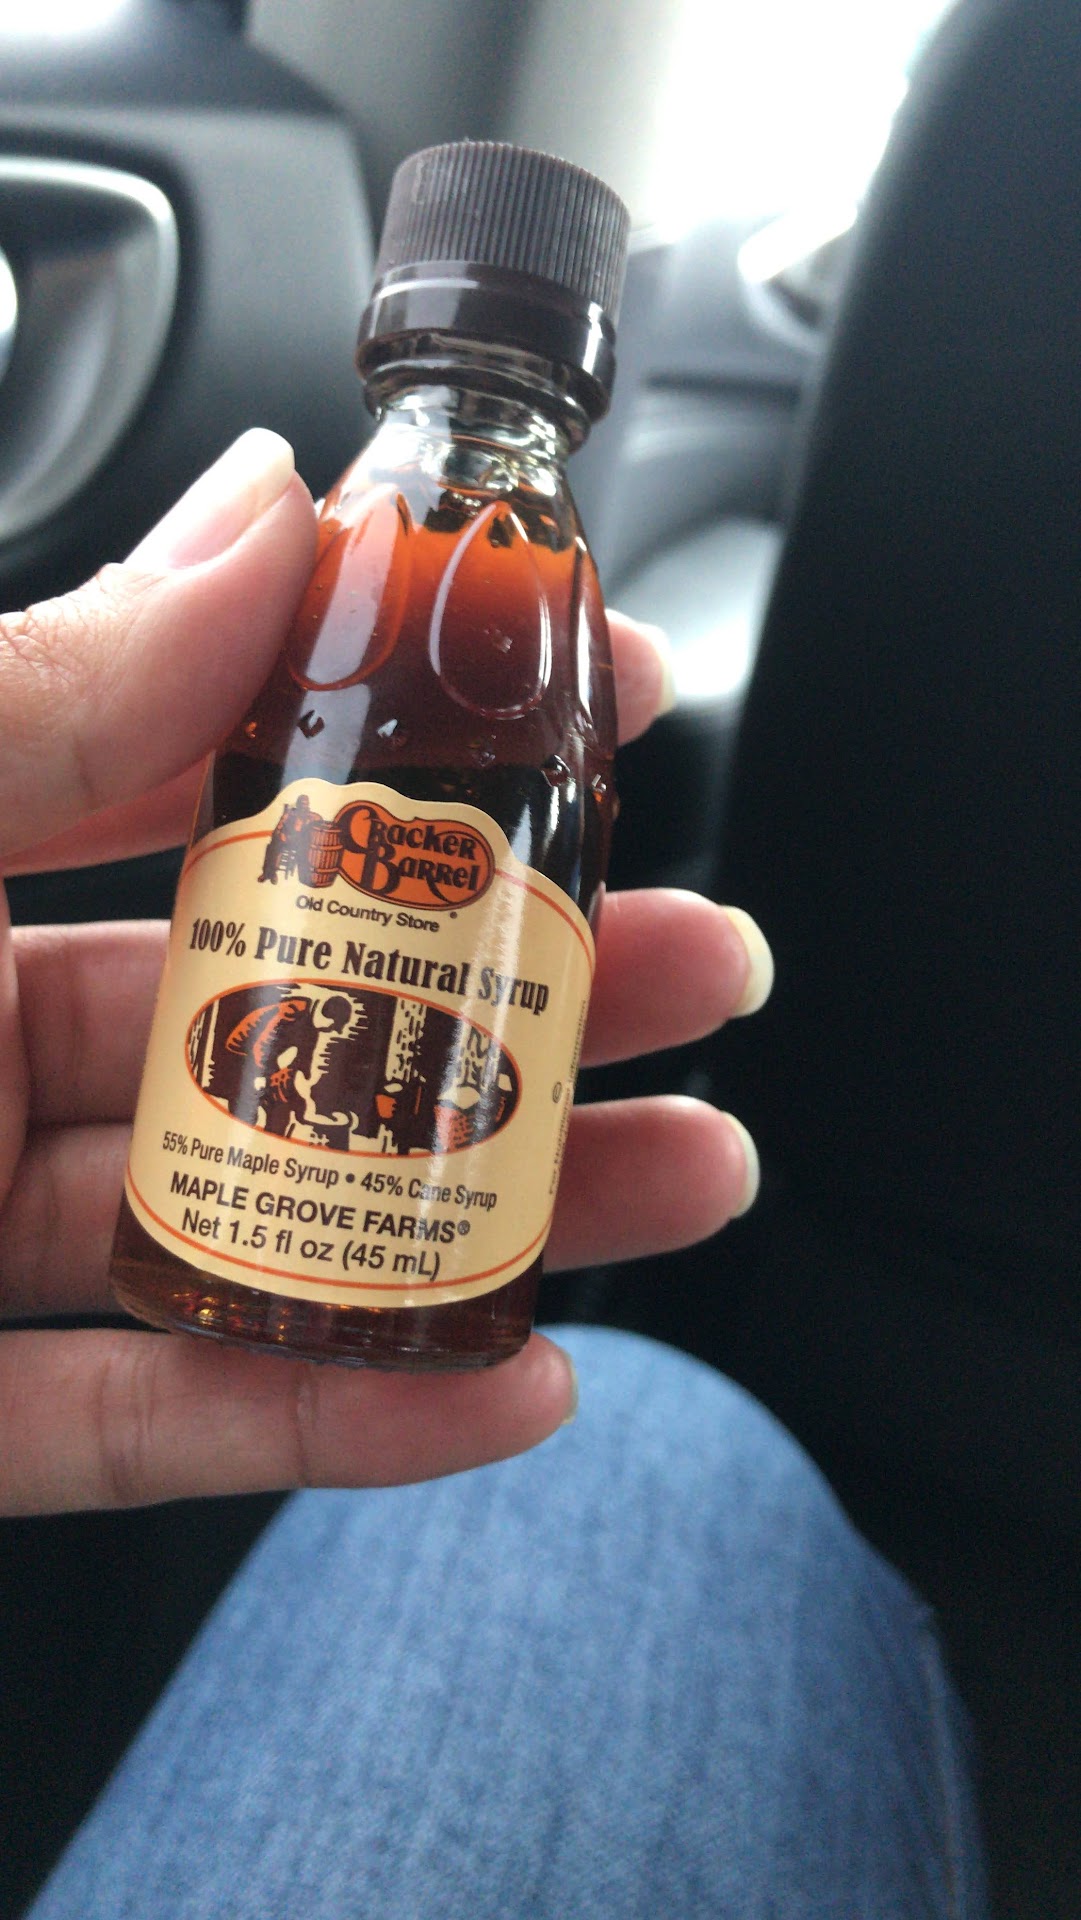 Cracker
Barrel
Old Country Store®
100% Pure Natural Syrup
55% Pure Maple Syrup • 45% Cane Syrup
MAPLE GROVE FARMS®
Net 1.5 fl oz (45 mL)
©